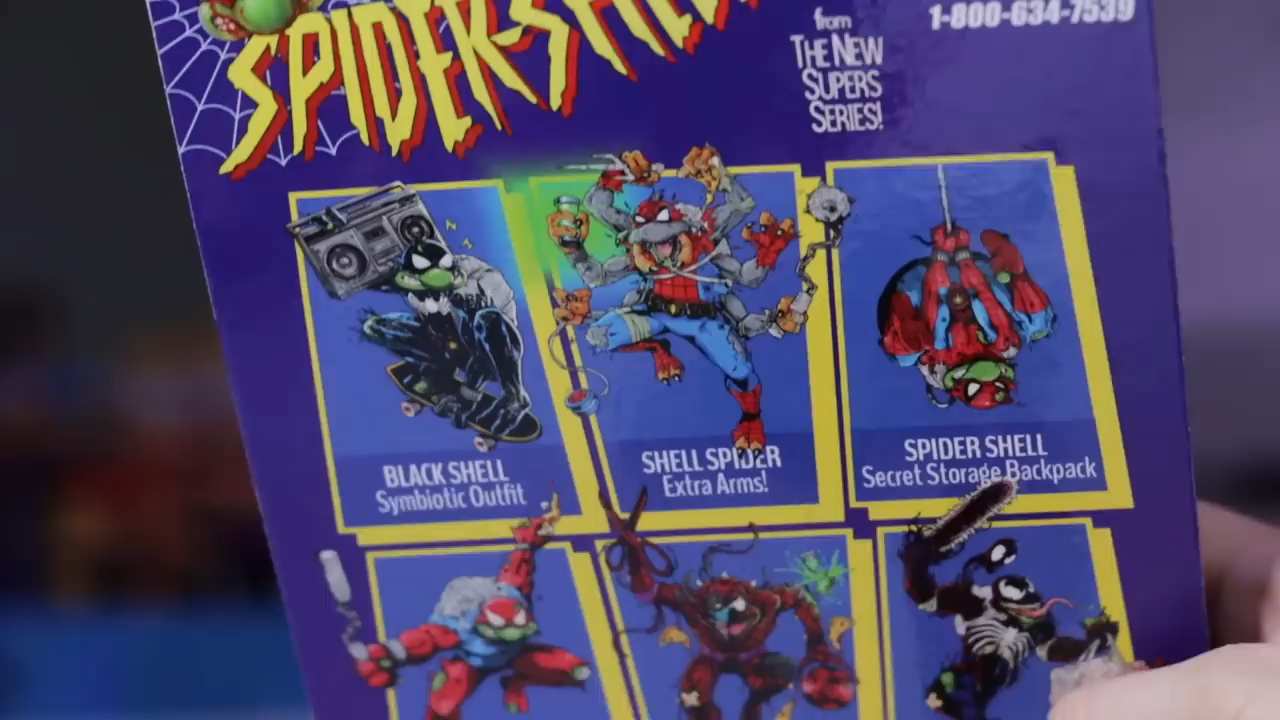 SPIDER-SHELL
from
THE NEW
SUPERS
SERIES!
1-800-634-7539
BLACK SHELL
Symbiotic Outfit
SHELL SPIDER
Extra Arms!
SPIDER SHELL
Secret Storage Backpack